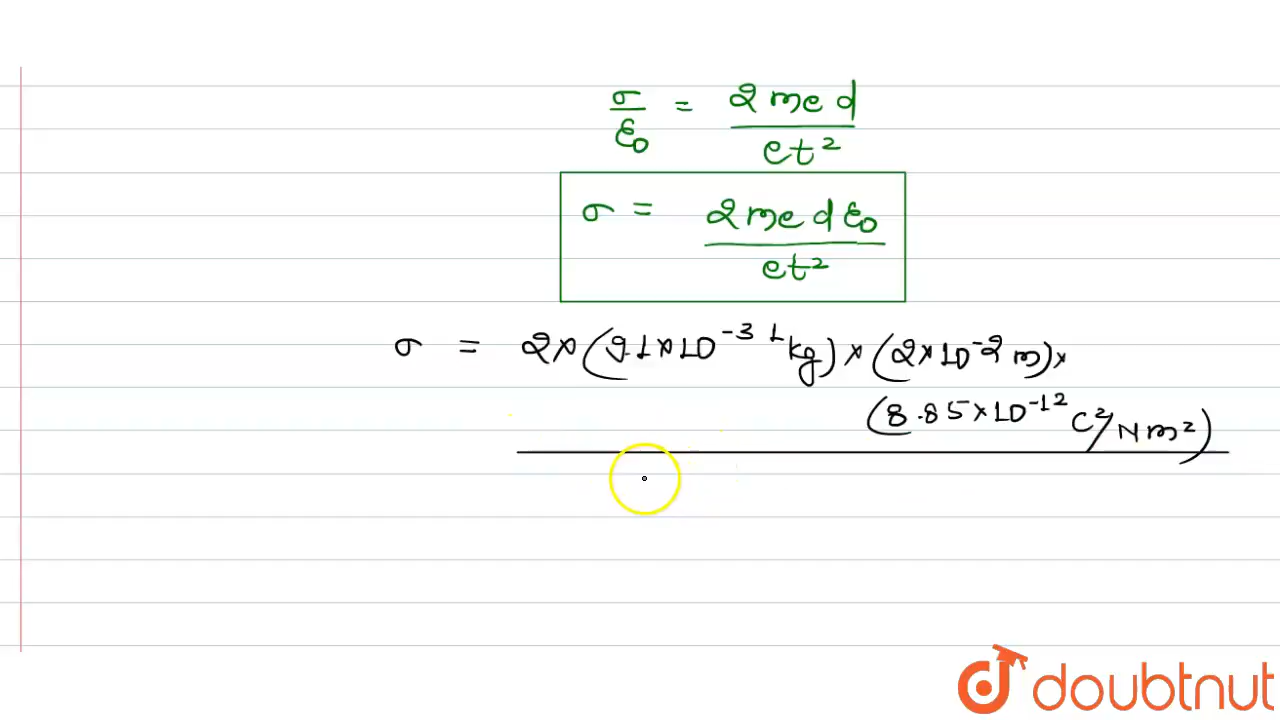 σ/ε₀ = 2 me d / et²
σ = 2 me d ε₀ / et²
σ = 2 × (9.1 × 10⁻³¹ kg) × (2 × 10⁻² m) ×
(8.85 × 10⁻¹² C²/Nm²)
doubtnut